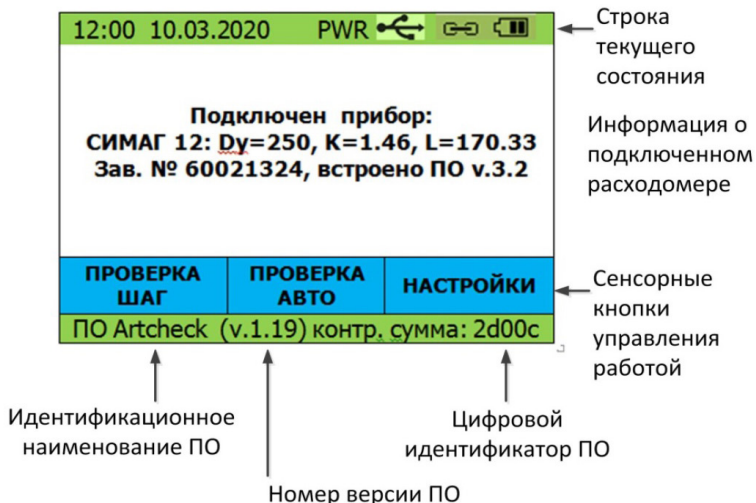 12:00 10.03.2020 PWR
Строка
текущего
состояния
Подключен прибор:
СИМАГ 12: Dy=250, K=1.46, L=170.33
Зав. № 60021324, встроено ПО v.3.2
Информация о
подключенном
расходомере
ПРОВЕРКА
ШАГ
ПРОВЕРКА
АВТО
НАСТРОЙКИ
Сенсорные
кнопки
управления
работой
ПО Artcheck (v.1.19) контр. сумма: 2d00c
Идентификационное
наименование ПО
Цифровой
идентификатор ПО
Номер версии ПО